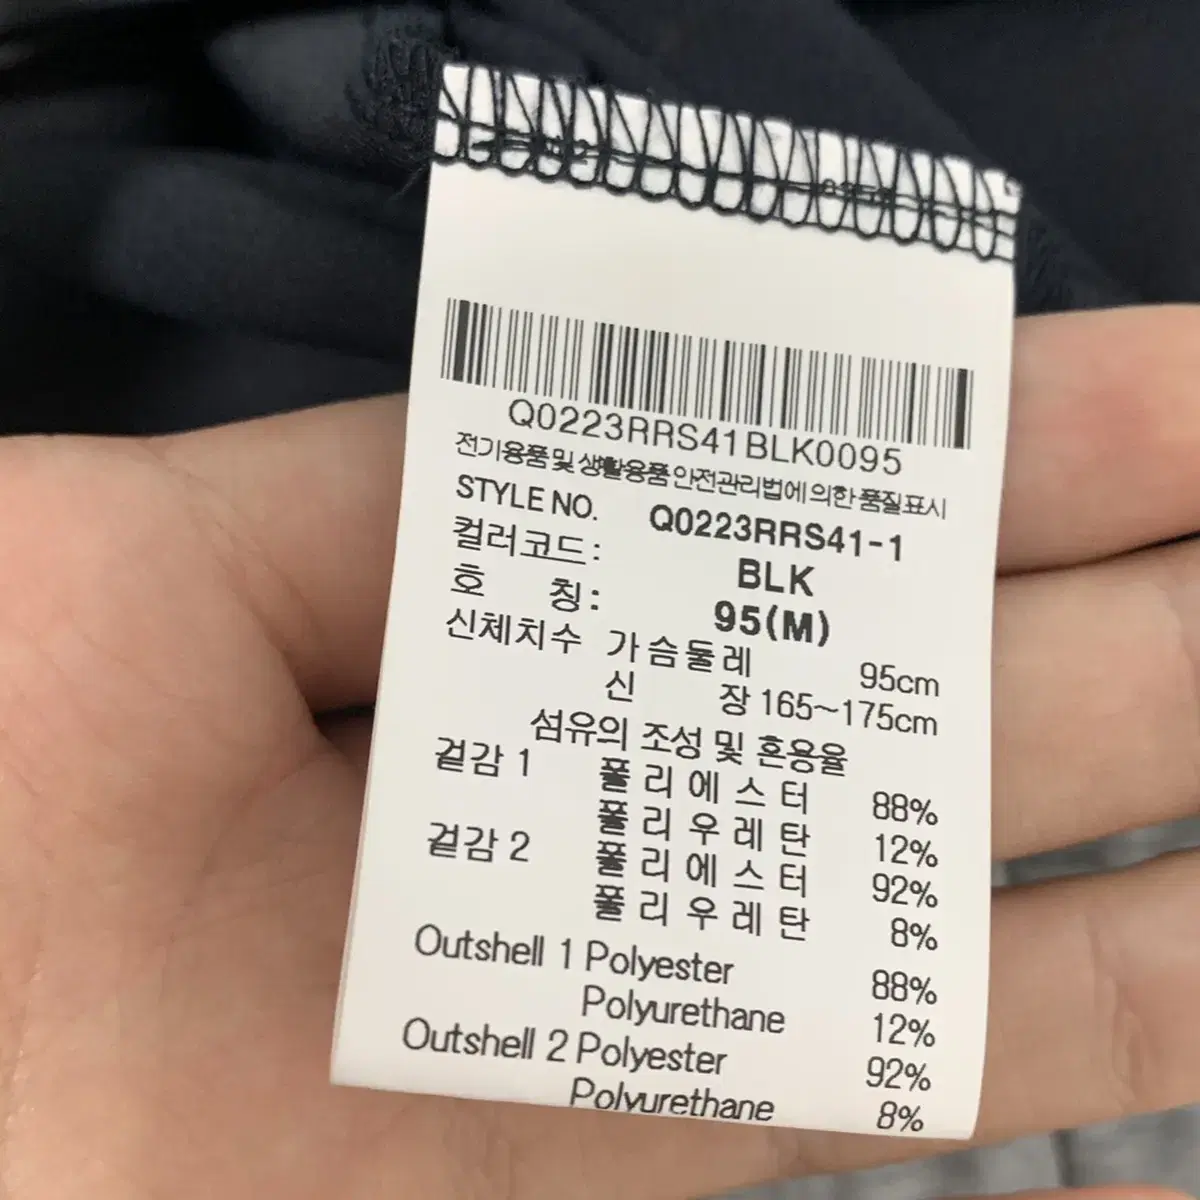 Q0223RRS41BLK0095
전기용품 및 생활용품 안전관리법에 의한 품질표시
STYLE NO. Q0223RRS41-1
컬러코드: BLK
호 칭: 95(M)
신체치수 가슴둘레 95cm
신 장 165~175cm
섬유의 조성 및 혼용율
겉감 1 폴리에스터 88%
폴리우레탄 12%
겉감 2 폴리에스터 92%
폴리우레탄 8%
Outshell 1 Polyester 88%
Polyurethane 12%
Outshell 2 Polyester 92%
Polyurethane 8%